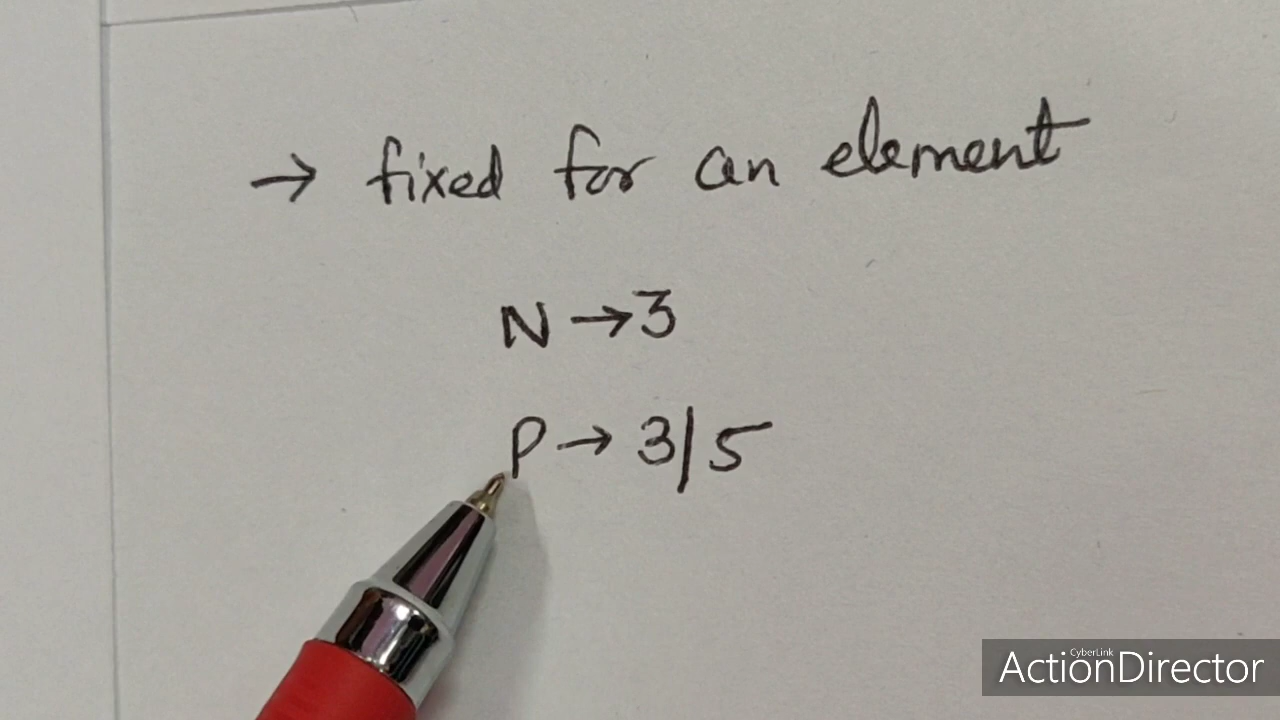 → fixed for an element
N → 3
P → 3/5
CyberLink
ActionDirector